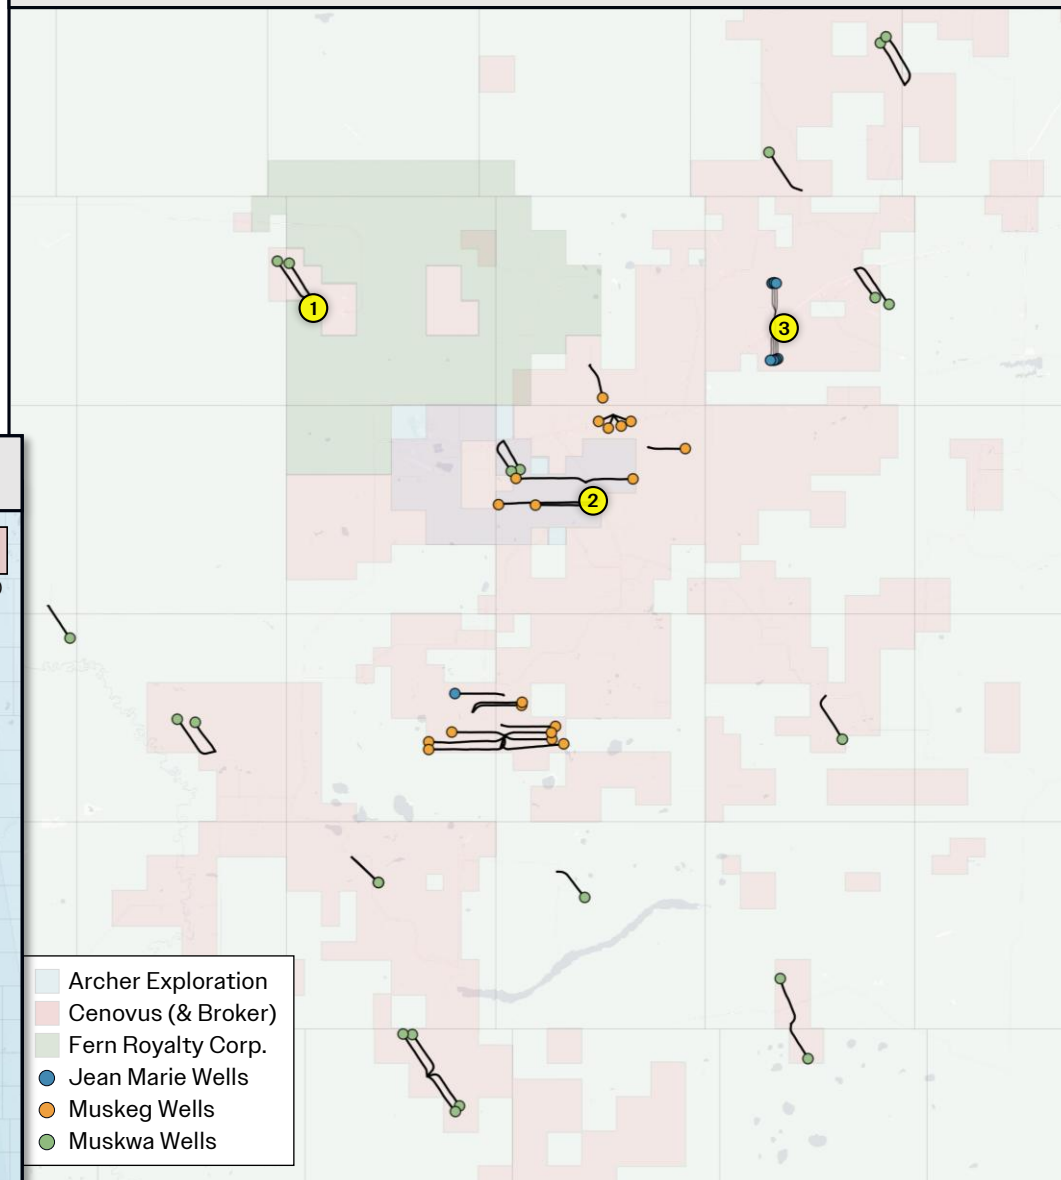 1
3
2
Archer Exploration
Cenovus (& Broker)
Fern Royalty Corp.
Jean Marie Wells
Muskeg Wells
Muskwa Wells